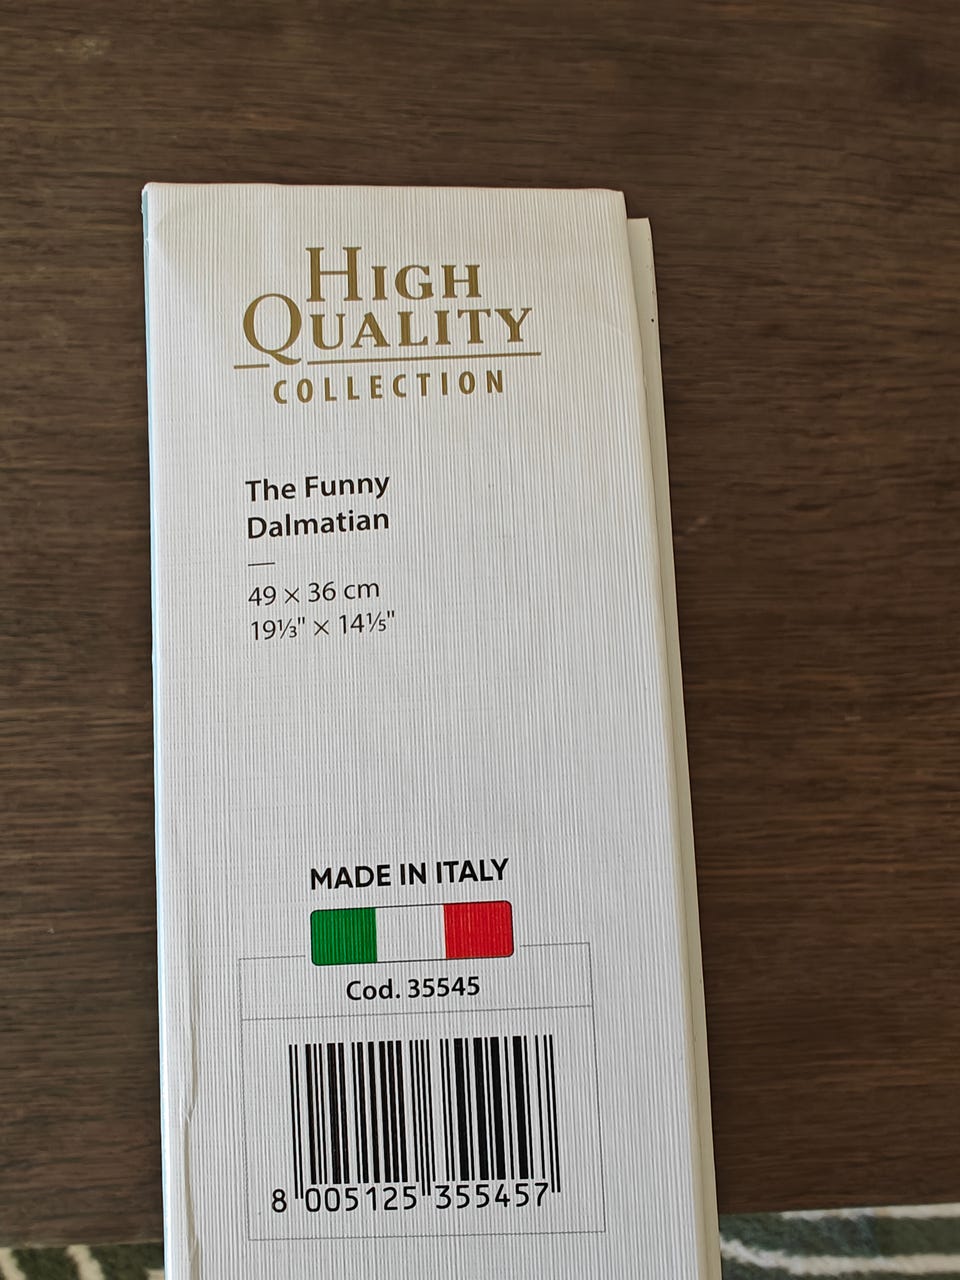 HIGH
QUALITY
COLLECTION
The Funny
Dalmatian
49 × 36 cm
19⅓" × 14⅕"
MADE IN ITALY
Cod. 35545
8 005125 355457